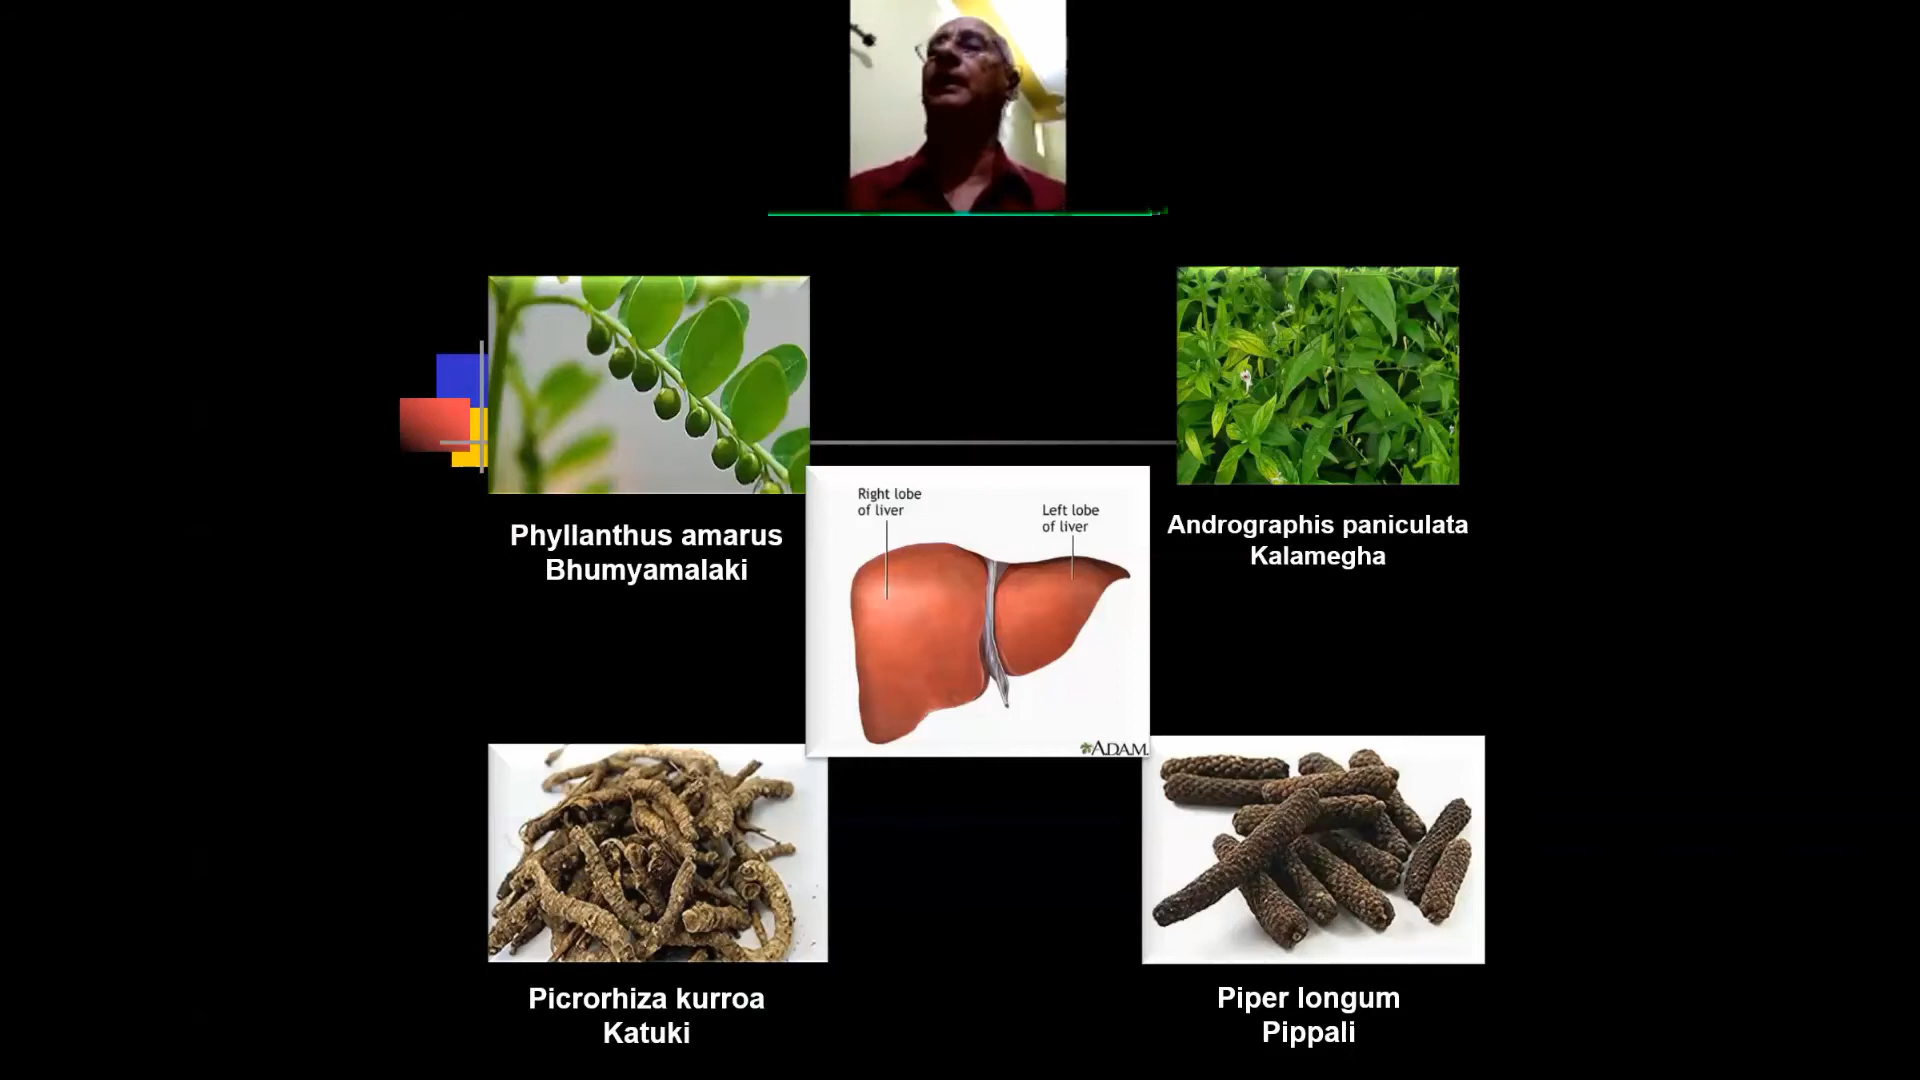 Right lobe
of liver
Left lobe
of liver
Phyllanthus amarus
Bhumyamalaki
Andrographis paniculata
Kalamegha
ADAM.
Picrorhiza kurroa
Katuki
Piper longum
Pippali